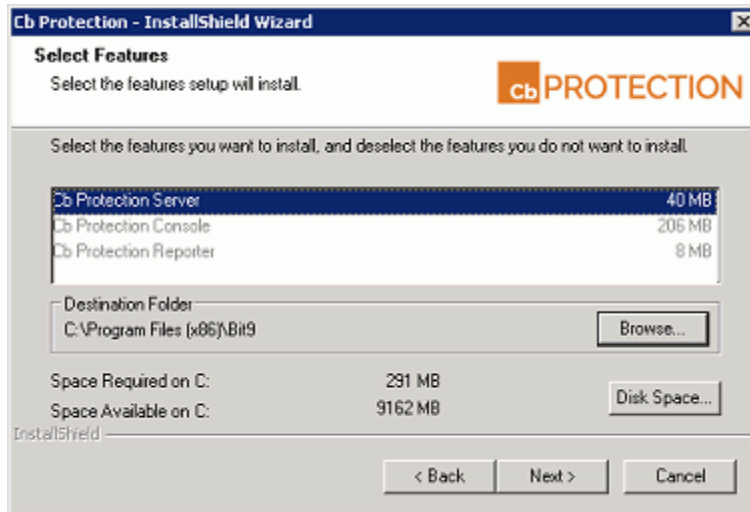 Cb Protection - InstallShield Wizard
Select Features
Select the features setup will install.
Cb PROTECTION
Select the features you want to install, and deselect the features you do not want to install.
Cb Protection Server 40 MB
Cb Protection Console 206 MB
Cb Protection Reporter 8 MB
Destination Folder
C:\Program Files (x86)\Bit9
Browse...
Space Required on C: 291 MB
Space Available on C: 9162 MB
Disk Space...
InstallShield
< Back Next > Cancel